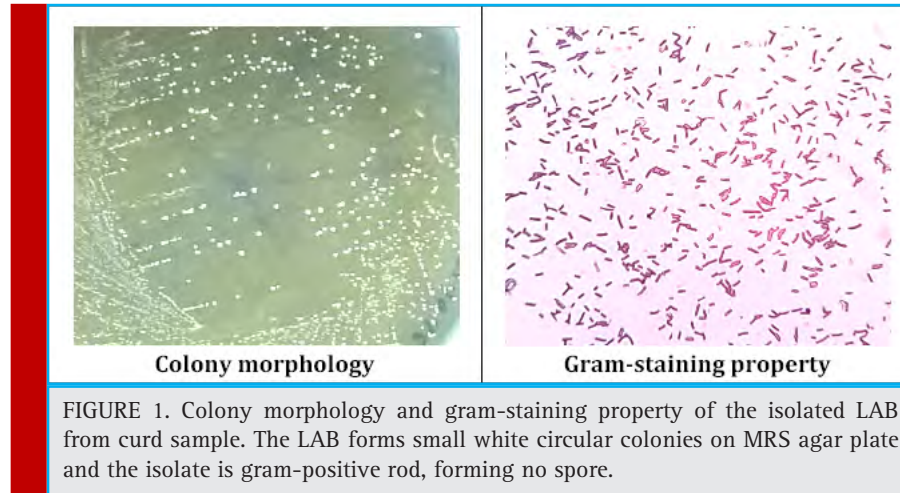 Colony morphology
Gram-staining property
FIGURE 1. Colony morphology and gram-staining property of the isolated LAB
from curd sample. The LAB forms small white circular colonies on MRS agar plate
and the isolate is gram-positive rod, forming no spore.